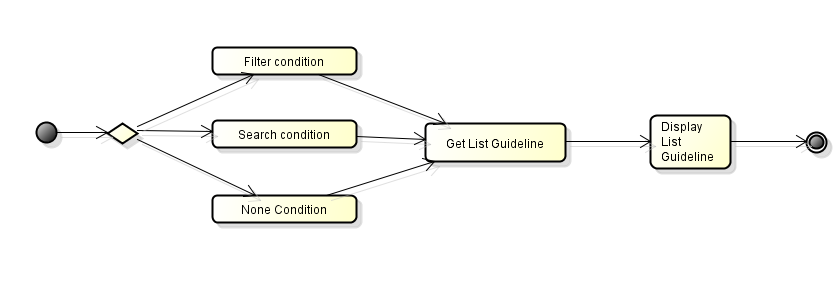 Filter condition
Search condition
None Condition
Get List Guideline
Display
List
Guideline